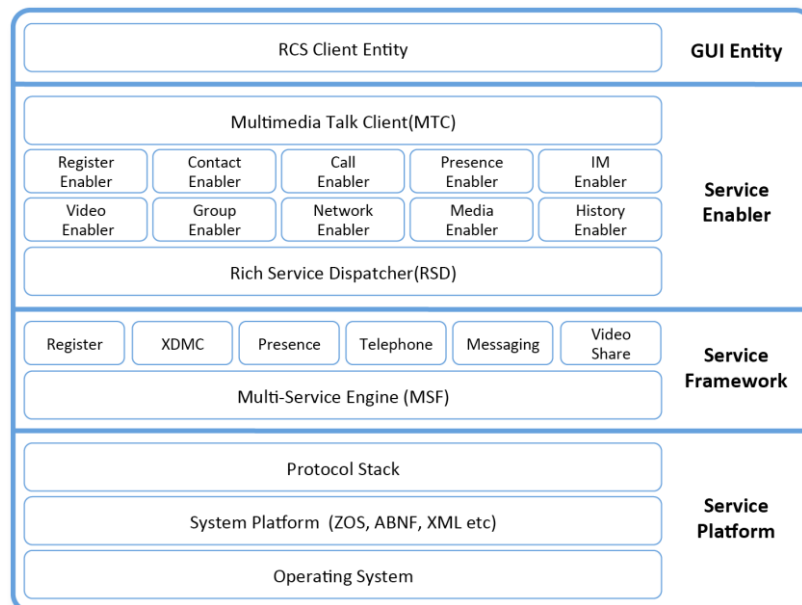 RCS Client Entity
GUI Entity
Multimedia Talk Client(MTC)
Register
Enabler
Contact
Enabler
Call
Enabler
Presence
Enabler
IM
Enabler
Video
Enabler
Group
Enabler
Network
Enabler
Media
Enabler
History
Enabler
Rich Service Dispatcher(RSD)
Service
Enabler
Register
XDMC
Presence
Telephone
Messaging
Video
Share
Multi-Service Engine (MSF)
Service
Framework
Protocol Stack
System Platform  (ZOS, ABNF, XML etc)
Operating System
Service
Platform